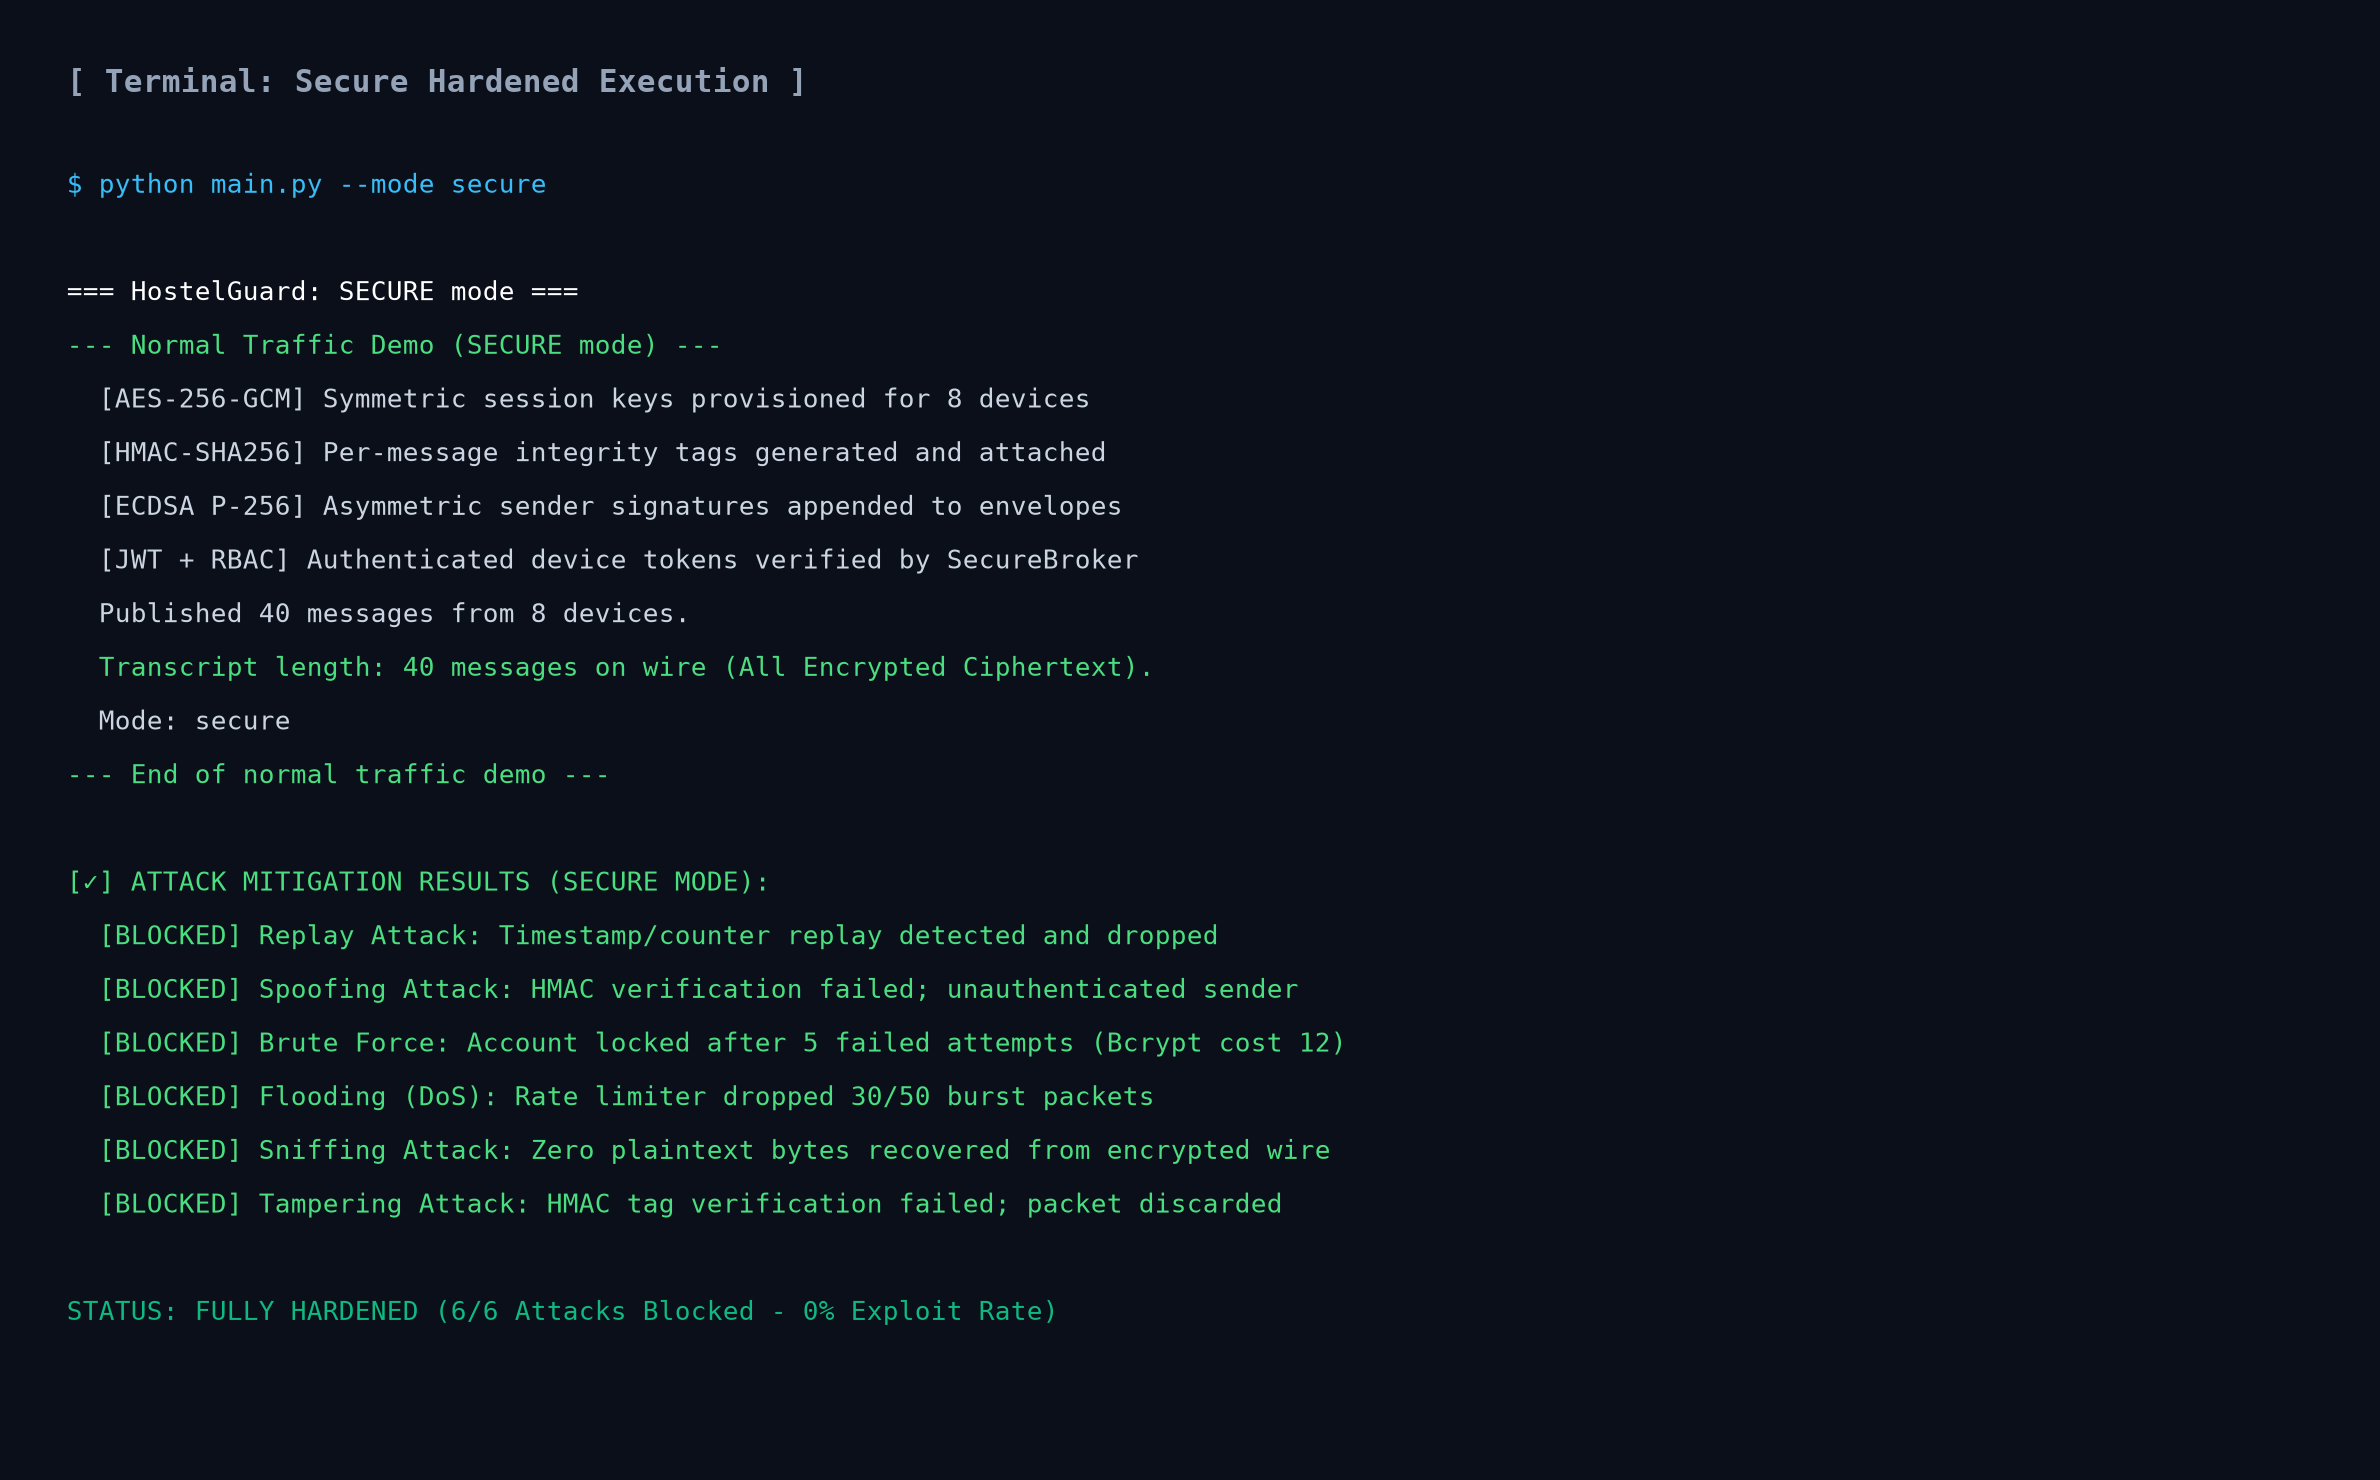 [ Terminal: Secure Hardened Execution ]
$ python main.py --mode secure
=== HostelGuard: SECURE mode ===
--- Normal Traffic Demo (SECURE mode) ---
[AES-256-GCM] Symmetric session keys provisioned for 8 devices
[HMAC-SHA256] Per-message integrity tags generated and attached
[ECDSA P-256] Asymmetric sender signatures appended to envelopes
[JWT + RBAC] Authenticated device tokens verified by SecureBroker
Published 40 messages from 8 devices.
Transcript length: 40 messages on wire (All Encrypted Ciphertext).
Mode: secure
--- End of normal traffic demo ---
[✓] ATTACK MITIGATION RESULTS (SECURE MODE):
[BLOCKED] Replay Attack: Timestamp/counter replay detected and dropped
[BLOCKED] Spoofing Attack: HMAC verification failed; unauthenticated sender
[BLOCKED] Brute Force: Account locked after 5 failed attempts (Bcrypt cost 12)
[BLOCKED] Flooding (DoS): Rate limiter dropped 30/50 burst packets
[BLOCKED] Sniffing Attack: Zero plaintext bytes recovered from encrypted wire
[BLOCKED] Tampering Attack: HMAC tag verification failed; packet discarded
STATUS: FULLY HARDENED (6/6 Attacks Blocked - 0% Exploit Rate)